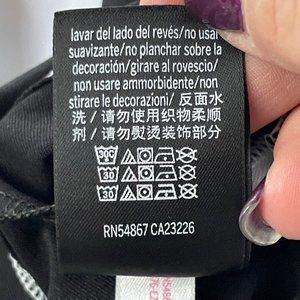 lavar del lado del revés/no usar
suavizante/no planchar sobre la
decoración/girare al rovescio/
non usare ammorbidente/non
stirare le decorazioni/ 反面水
洗 / 请勿使用织物柔顺
剂 / 请勿熨烫装饰部分
30
30
RN54867 CA23226